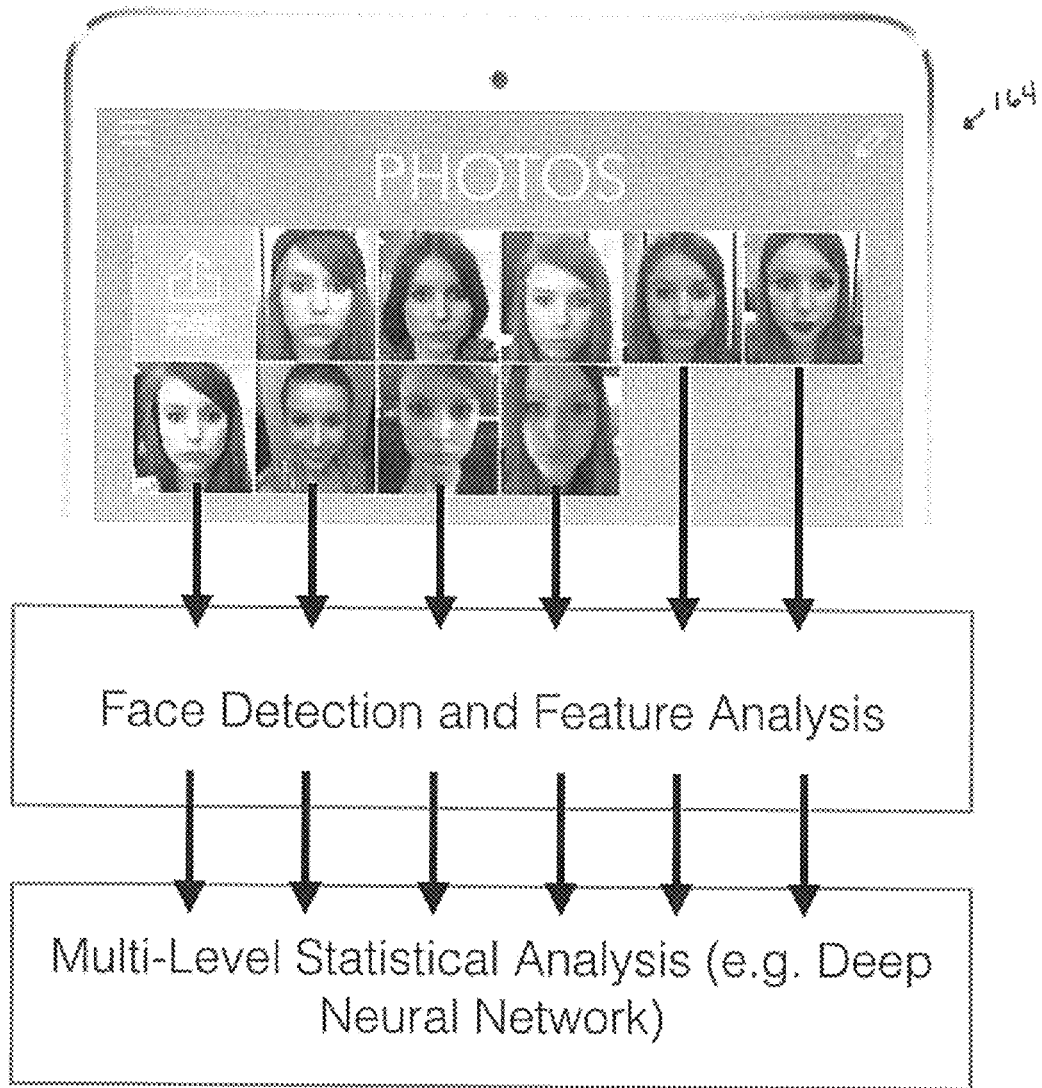 164
PHOTOS
Face Detection and Feature Analysis
Multi-Level Statistical Analysis (e.g. Deep
Neural Network)